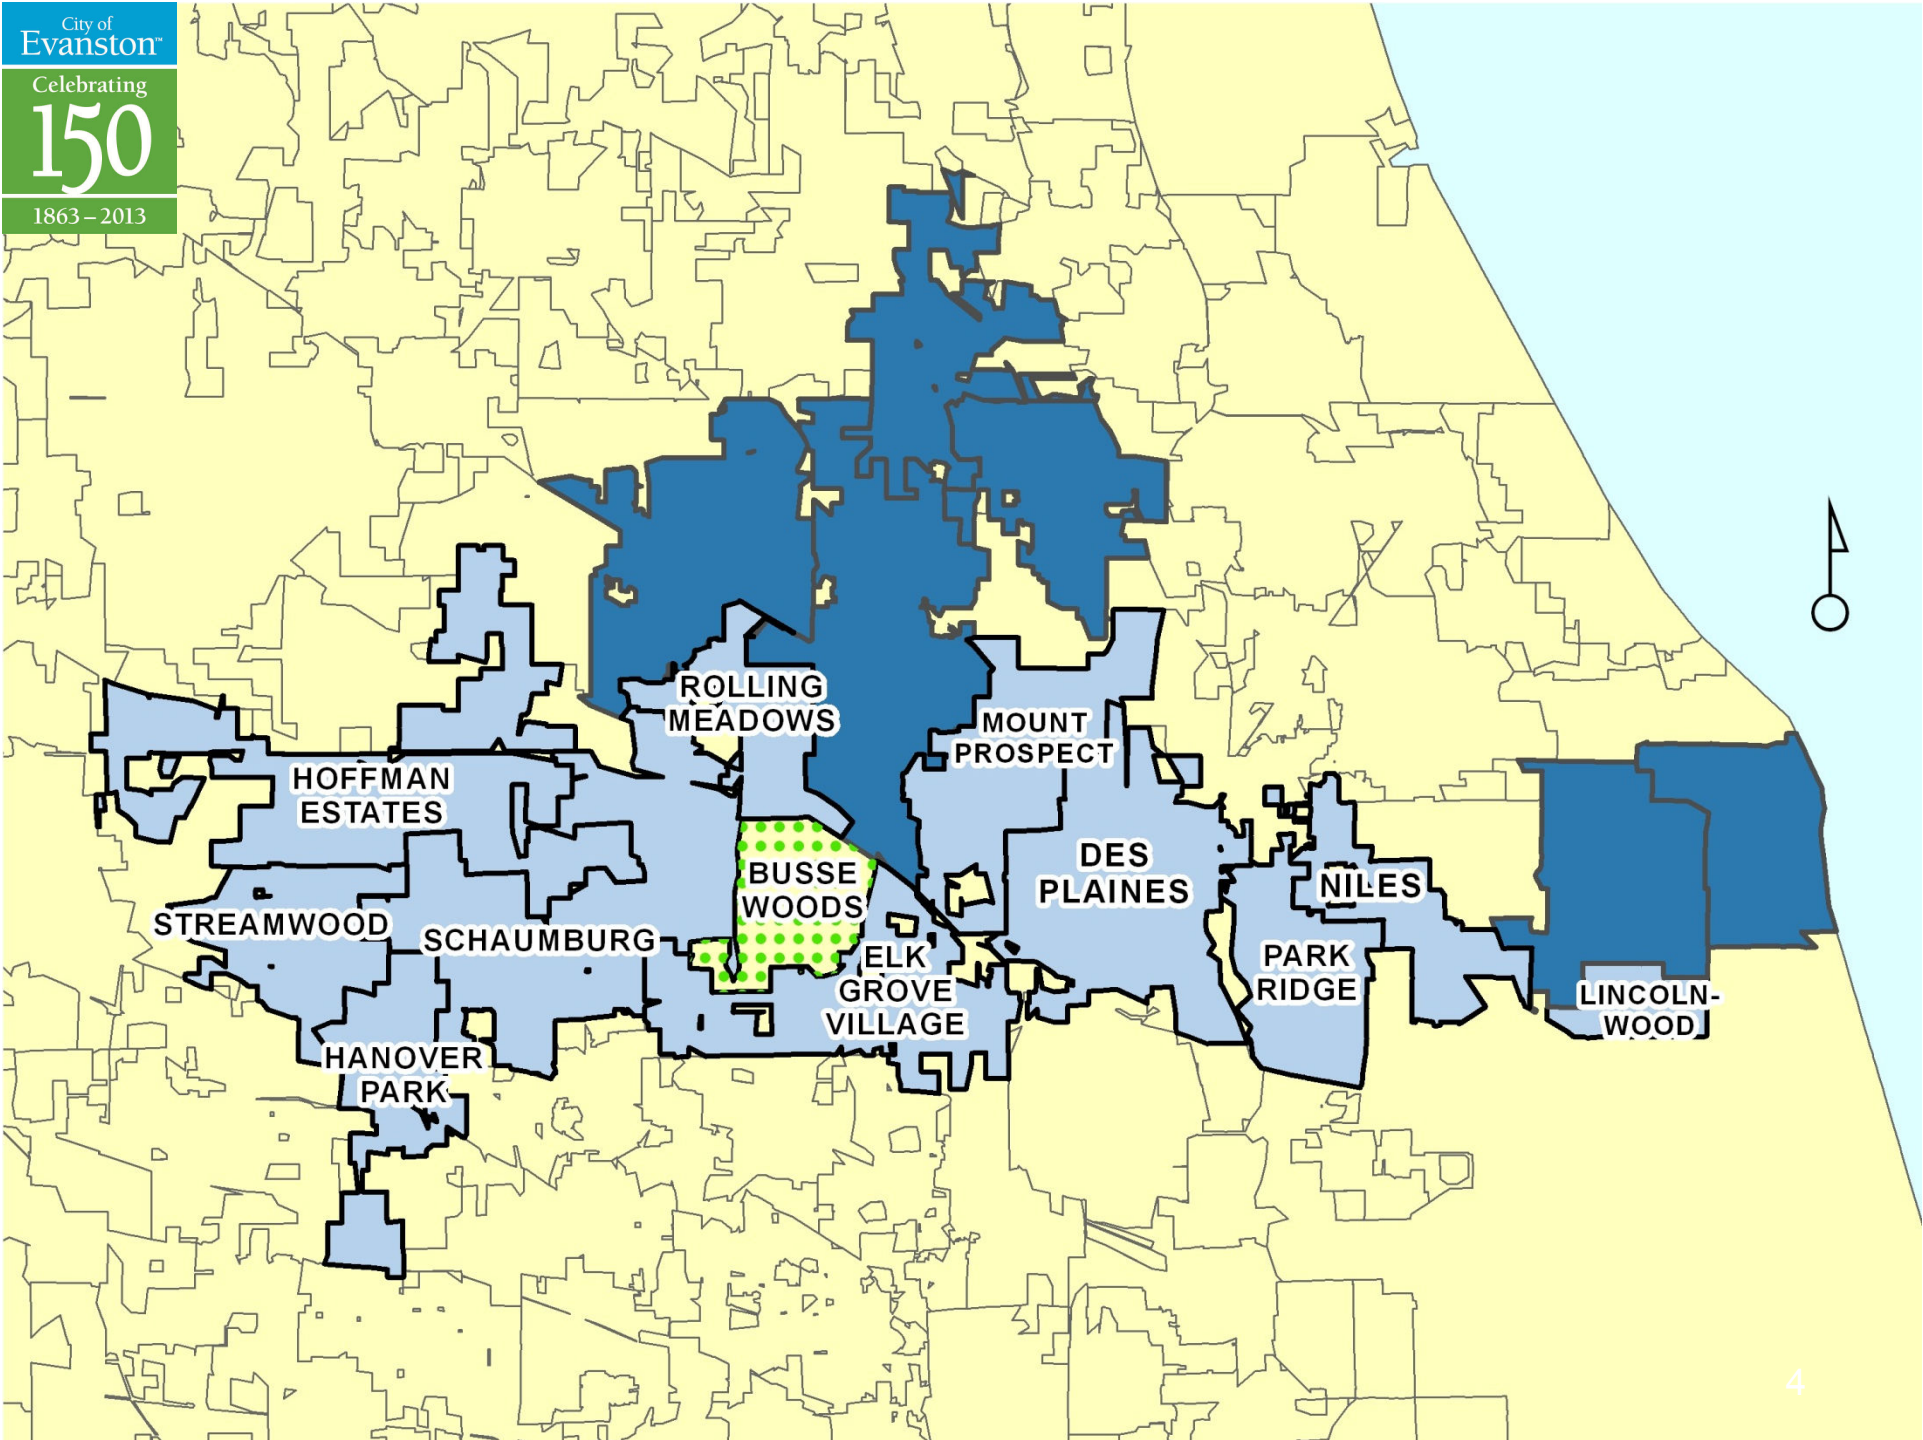 City of
Evanston™
Celebrating
150
1863–2013
ROLLING
MEADOWS
MOUNT
PROSPECT
HOFFMAN
ESTATES
BUSSE
WOODS
DES
PLAINES
NILES
STREAMWOOD
SCHAUMBURG
ELK
GROVE
VILLAGE
PARK
RIDGE
LINCOLN-
WOOD
HANOVER
PARK
4